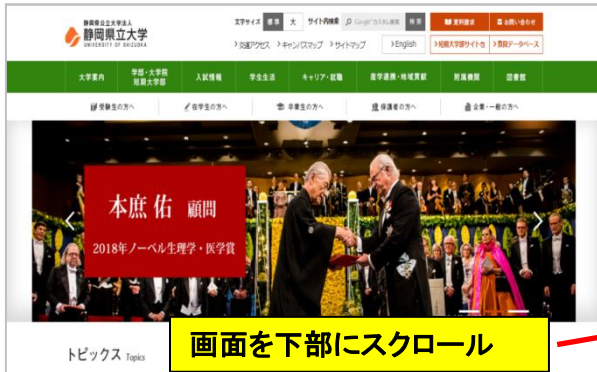 静岡県公立大学法人
静岡県立大学
UNIVERSITY OF SHIZUOKA
文字サイズ 標準 大 サイト内検索 Google カスタム検索 検索 資料請求 お問い合わせ
交通アクセス キャンパスマップ サイトマップ English 短期大学部サイト 教員データベース
大学案内 学部・大学院 短期大学部 入試情報 学生生活 キャリア・就職 産学連携・地域貢献 附属機関 図書館
受験生の方へ 在学生の方へ 卒業生の方へ 保護者の方へ 企業・一般の方へ
本庶 佑 顧問
2018年ノーベル生理学・医学賞
画面を下部にスクロール
トピックス Topics